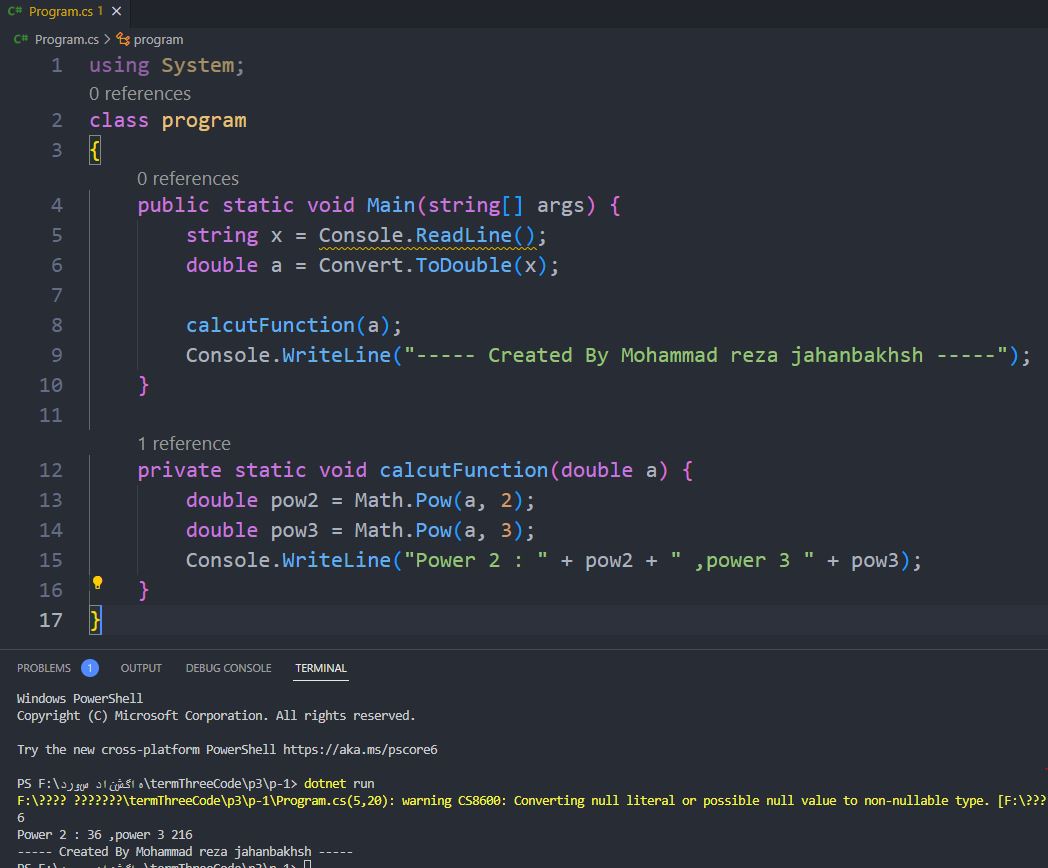 C# Program.cs 1 ×
C# Program.cs > program
1 using System;
0 references
2 class program
3 {
0 references
4 public static void Main(string[] args) {
5 string x = Console.ReadLine();
6 double a = Convert.ToDouble(x);
7
8 calcutFunction(a);
9 Console.WriteLine("----- Created By Mohammad reza jahanbakhsh -----");
10 }
11
1 reference
12 private static void calcutFunction(double a) {
13 double pow2 = Math.Pow(a, 2);
14 double pow3 = Math.Pow(a, 3);
15 Console.WriteLine("Power 2 : " + pow2 + " ,power 3 " + pow3);
16 }
17 }
PROBLEMS 1 OUTPUT DEBUG CONSOLE TERMINAL
Windows PowerShell
Copyright (C) Microsoft Corporation. All rights reserved.
Try the new cross-platform PowerShell https://aka.ms/pscore6
PS F:\ \termThreeCode\p3\p-1> dotnet run
F:\???? ???????\termThreeCode\p3\p-1\Program.cs(5,20): warning CS8600: Converting null literal or possible null value to non-nullable type. [F:\???
6
Power 2 : 36 ,power 3 216
----- Created By Mohammad reza jahanbakhsh -----
PS F:\ \termThreeCode\p3\p-1>